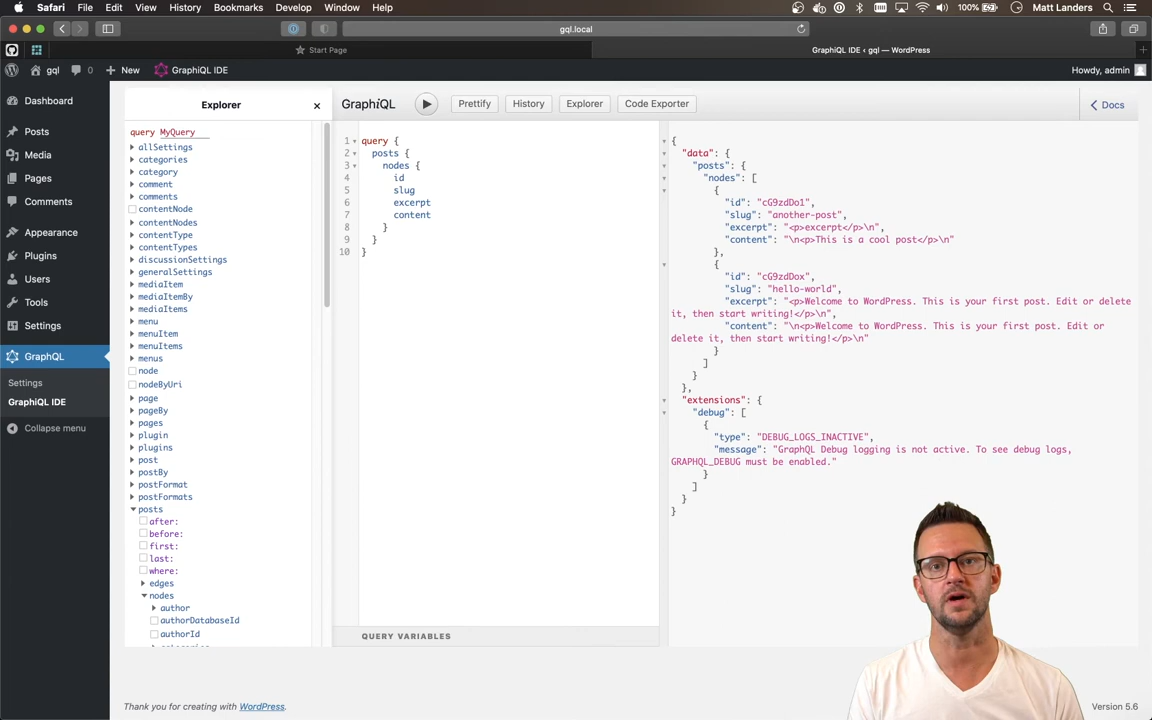 Safari File Edit View History Bookmarks Develop Window Help 100% Matt Landers
gql.local
Start Page GraphiQL IDE ‹ gql — WordPress
gql 0 New GraphiQL IDE Howdy, admin
Dashboard
Posts
Media
Pages
Comments
Appearance
Plugins
Users
Tools
Settings
GraphQL
Settings
GraphiQL IDE
Collapse menu
Explorer ×
query MyQuery
allSettings
categories
category
comment
comments
contentNode
contentNodes
contentType
contentTypes
discussionSettings
generalSettings
mediaItem
mediaItemBy
mediaItems
menu
menuItem
menuItems
menus
node
nodeByUri
page
pageBy
pages
plugin
plugins
post
postBy
postFormat
postFormats
posts
after:
before:
first:
last:
where:
edges
nodes
author
authorDatabaseId
authorId
GraphiQL Prettify History Explorer Code Exporter Docs
1 query {
2 posts {
3 nodes {
4 id
5 slug
6 excerpt
7 content
8 }
9 }
10 }
QUERY VARIABLES
{
"data": {
"posts": {
"nodes": [
{
"id": "cG9zdDo1",
"slug": "another-post",
"excerpt": "<p>excerpt</p>\n",
"content": "\n<p>This is a cool post</p>\n"
},
{
"id": "cG9zdDox",
"slug": "hello-world",
"excerpt": "<p>Welcome to WordPress. This is your first post. Edit or delete
it, then start writing!</p>\n",
"content": "\n<p>Welcome to WordPress. This is your first post. Edit or
delete it, then start writing!</p>\n"
}
]
}
},
"extensions": {
"debug": [
{
"type": "DEBUG_LOGS_INACTIVE",
"message": "GraphQL Debug logging is not active. To see debug logs,
GRAPHQL_DEBUG must be enabled."
}
]
}
}
Thank you for creating with WordPress. Version 5.6